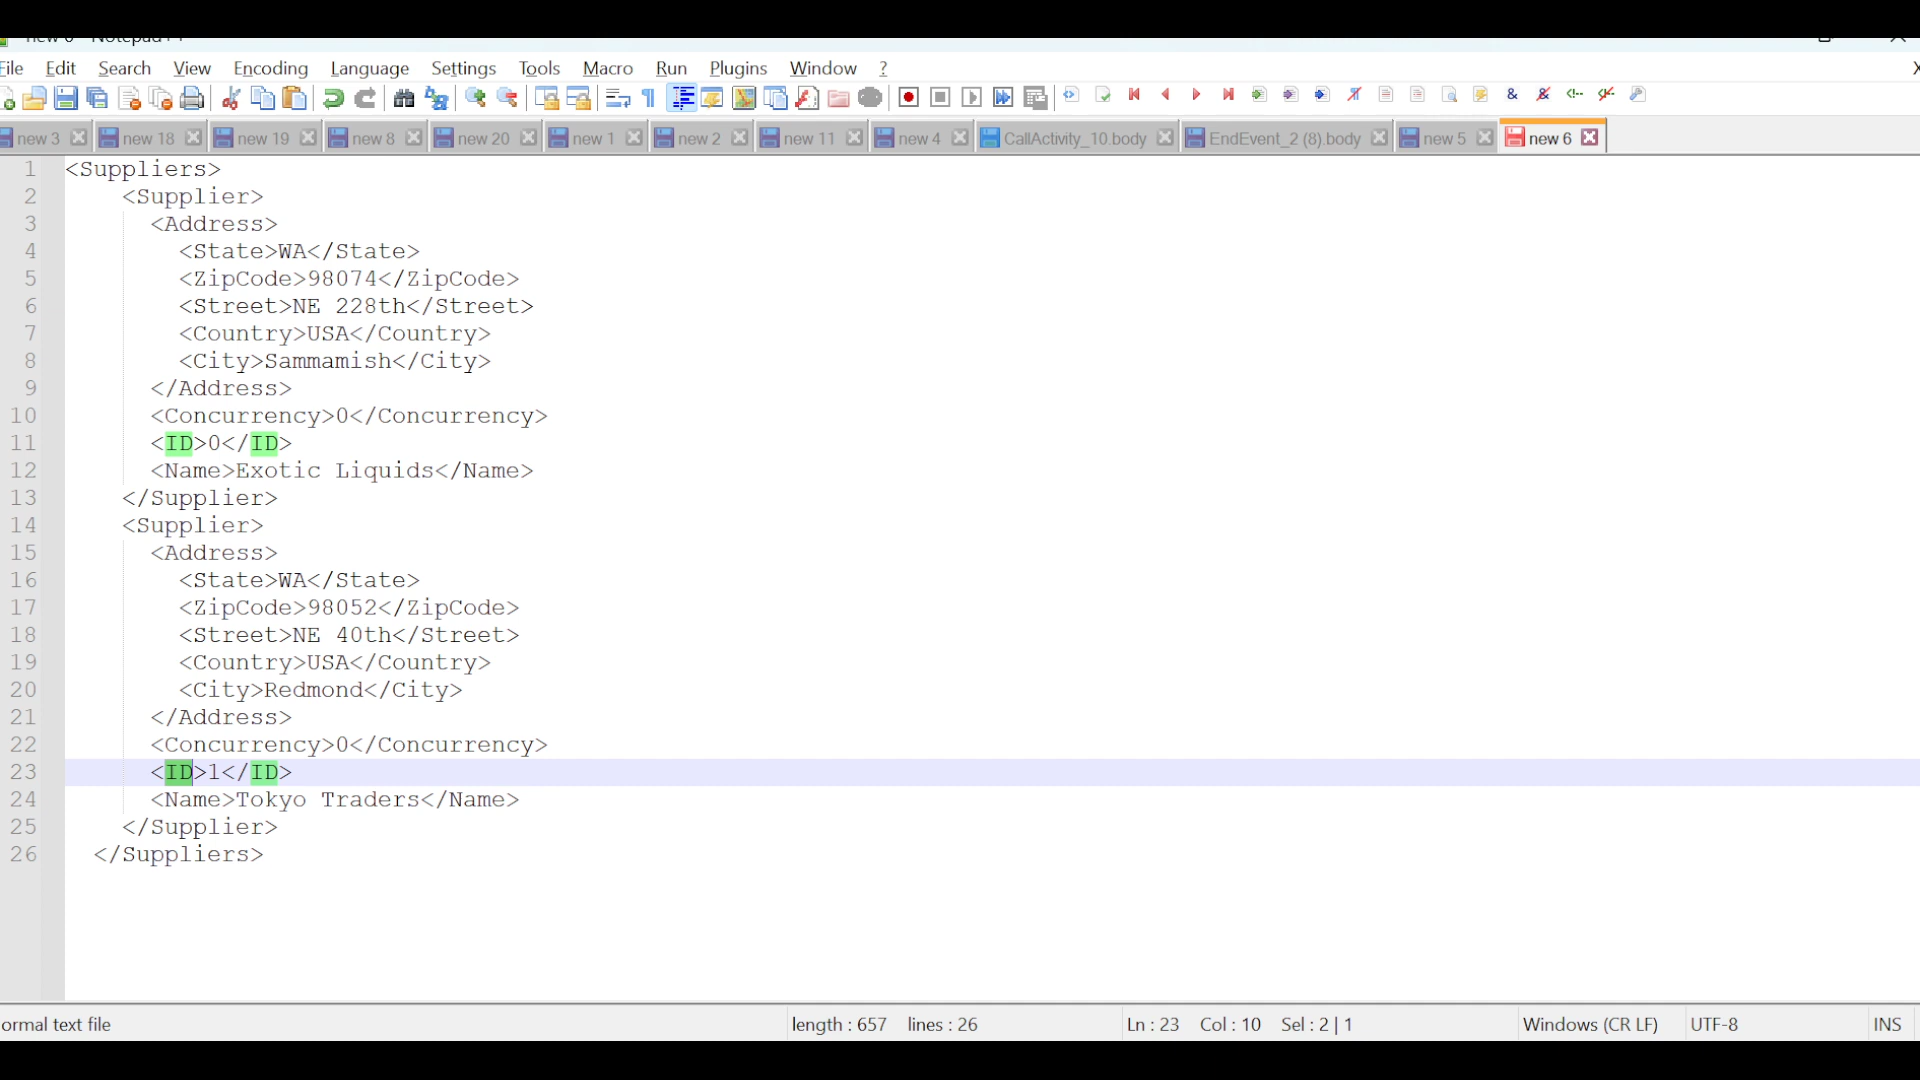 File Edit Search View Encoding Language Settings Tools Macro Run Plugins Window ?
new 3 new 18 new 19 new 8 new 20 new 1 new 2 new 11 new 4 CallActivity_10.body EndEvent_2 (8).body new 5 new 6
1 <Suppliers>
2 <Supplier>
3 <Address>
4 <State>WA</State>
5 <ZipCode>98074</ZipCode>
6 <Street>NE 228th</Street>
7 <Country>USA</Country>
8 <City>Sammamish</City>
9 </Address>
10 <Concurrency>0</Concurrency>
11 <ID>0</ID>
12 <Name>Exotic Liquids</Name>
13 </Supplier>
14 <Supplier>
15 <Address>
16 <State>WA</State>
17 <ZipCode>98052</ZipCode>
18 <Street>NE 40th</Street>
19 <Country>USA</Country>
20 <City>Redmond</City>
21 </Address>
22 <Concurrency>0</Concurrency>
23 <ID>1</ID>
24 <Name>Tokyo Traders</Name>
25 </Supplier>
26 </Suppliers>
ormal text file length : 657 lines : 26 Ln : 23 Col : 10 Sel : 2 | 1 Windows (CR LF) UTF-8 INS